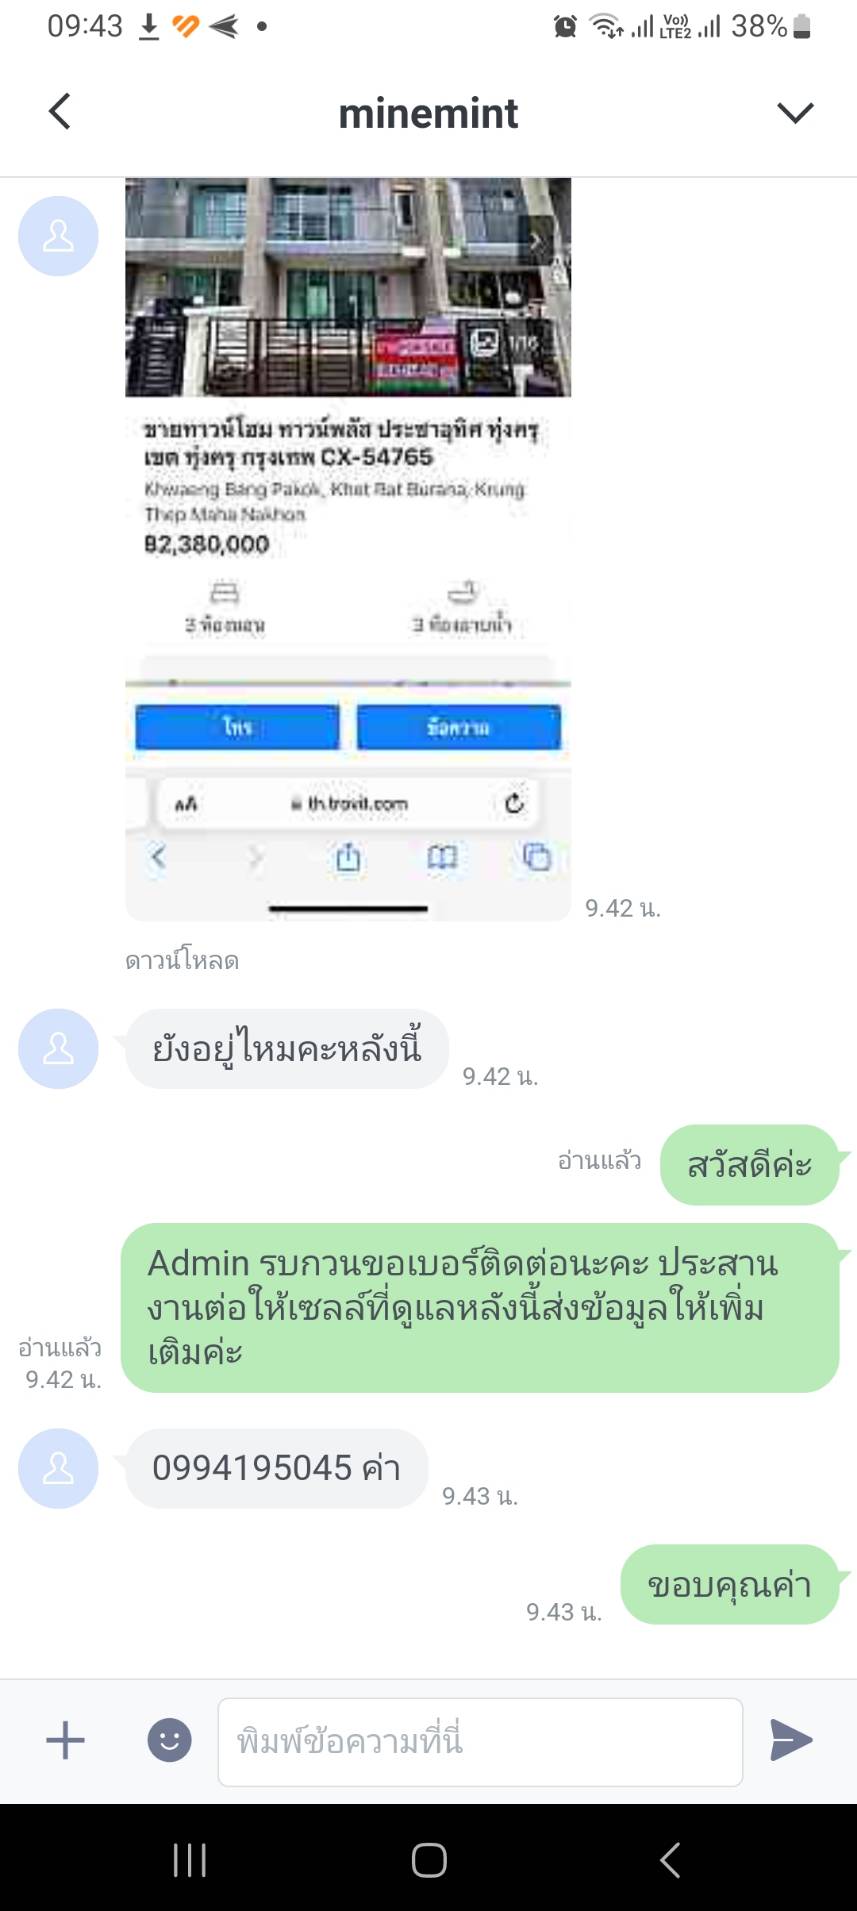 09:43
Vo))
LTE2
38%
minemint
1/16
ขายทาวน์โฮม ทาวน์พลัส ประชาอุทิศ ทุ่งครุ
เขต ทุ่งครุ กรุงเทพ CX-54765
Khwaeng Bang Pakok, Khet Rat Burana, Krung
Thep Maha Nakhon
฿2,380,000
3 ห้องนอน
3 ห้องอาบน้ำ
โทร
ข้อความ
AA
th.trovit.com
9.42 น.
ดาวน์โหลด
ยังอยู่ไหมคะหลังนี้
9.42 น.
อ่านแล้ว
สวัสดีค่ะ
Admin รบกวนขอเบอร์ติดต่อนะคะ ประสาน
งานต่อให้เซลล์ที่ดูแลหลังนี้ส่งข้อมูลให้เพิ่ม
เติมค่ะ
อ่านแล้ว
9.42 น.
0994195045 ค่า
9.43 น.
ขอบคุณค่า
9.43 น.
พิมพ์ข้อความที่นี่